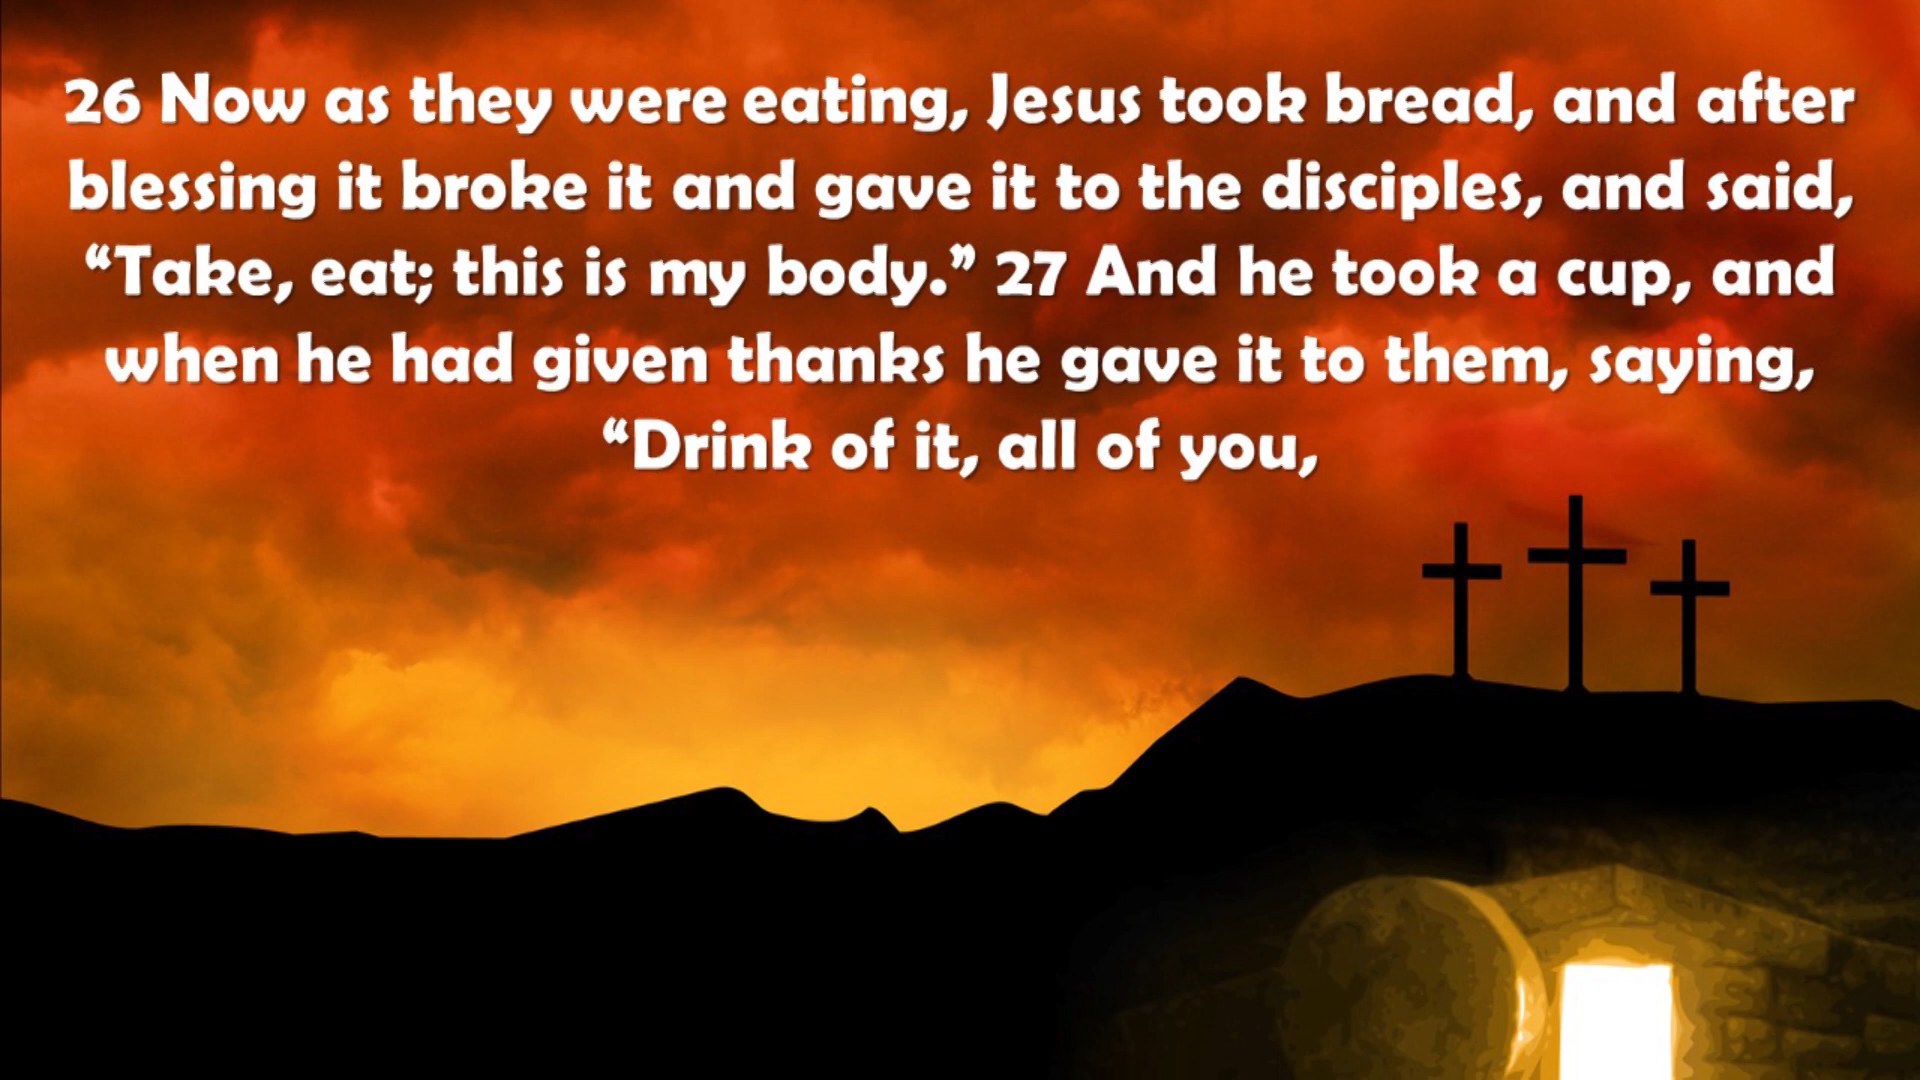 26 Now as they were eating, Jesus took bread, and after
blessing it broke it and gave it to the disciples, and said,
“Take, eat; this is my body.” 27 And he took a cup, and
when he had given thanks he gave it to them, saying,
“Drink of it, all of you,